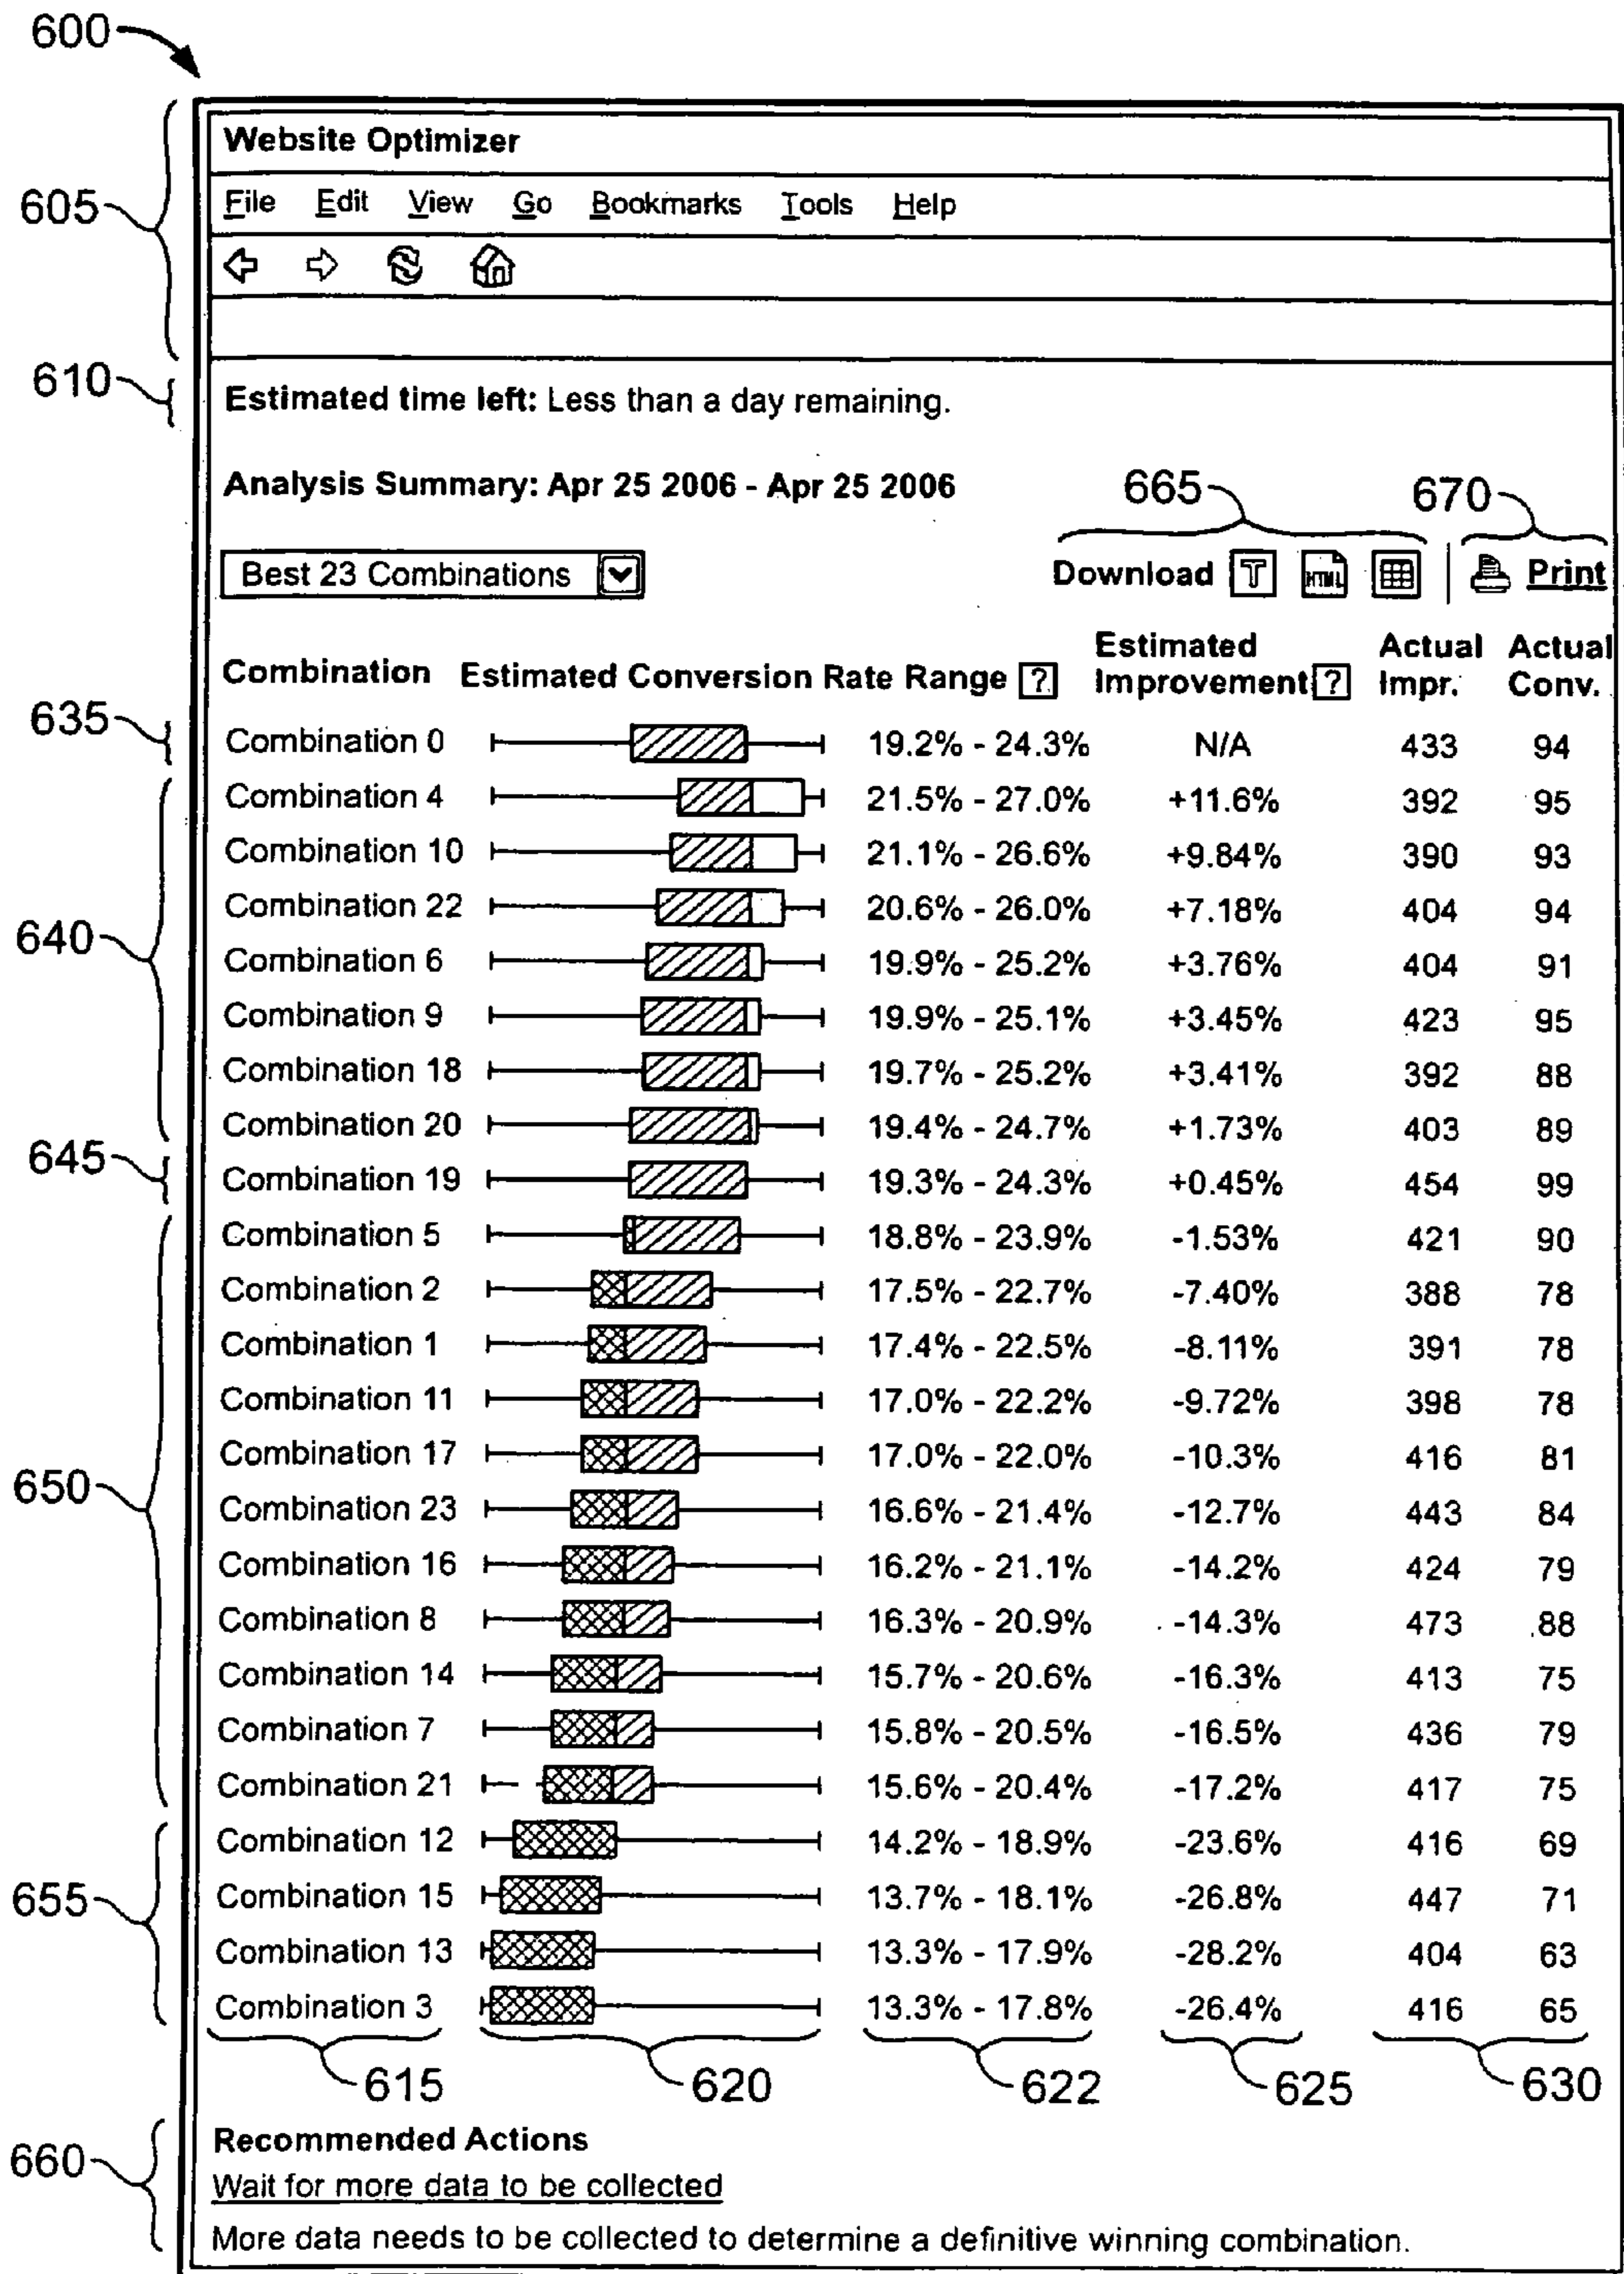 600
605
Website Optimizer
File Edit View Go Bookmarks Tools Help
610
Estimated time left: Less than a day remaining.
Analysis Summary: Apr 25 2006 - Apr 25 2006
665 670
Best 23 Combinations Download T HTML Print
Combination Estimated Conversion Rate Range ? Estimated Improvement ? Actual Impr. Actual Conv.
635 Combination 0 19.2% - 24.3% N/A 433 94
Combination 4 21.5% - 27.0% +11.6% 392 95
Combination 10 21.1% - 26.6% +9.84% 390 93
Combination 22 20.6% - 26.0% +7.18% 404 94
640
Combination 6 19.9% - 25.2% +3.76% 404 91
Combination 9 19.9% - 25.1% +3.45% 423 95
Combination 18 19.7% - 25.2% +3.41% 392 88
Combination 20 19.4% - 24.7% +1.73% 403 89
645 Combination 19 19.3% - 24.3% +0.45% 454 99
Combination 5 18.8% - 23.9% -1.53% 421 90
Combination 2 17.5% - 22.7% -7.40% 388 78
Combination 1 17.4% - 22.5% -8.11% 391 78
Combination 11 17.0% - 22.2% -9.72% 398 78
Combination 17 17.0% - 22.0% -10.3% 416 81
650
Combination 23 16.6% - 21.4% -12.7% 443 84
Combination 16 16.2% - 21.1% -14.2% 424 79
Combination 8 16.3% - 20.9% -14.3% 473 88
Combination 14 15.7% - 20.6% -16.3% 413 75
Combination 7 15.8% - 20.5% -16.5% 436 79
Combination 21 15.6% - 20.4% -17.2% 417 75
Combination 12 14.2% - 18.9% -23.6% 416 69
655 Combination 15 13.7% - 18.1% -26.8% 447 71
Combination 13 13.3% - 17.9% -28.2% 404 63
Combination 3 13.3% - 17.8% -26.4% 416 65
615 620 622 625 630
Recommended Actions
660
Wait for more data to be collected
More data needs to be collected to determine a definitive winning combination.